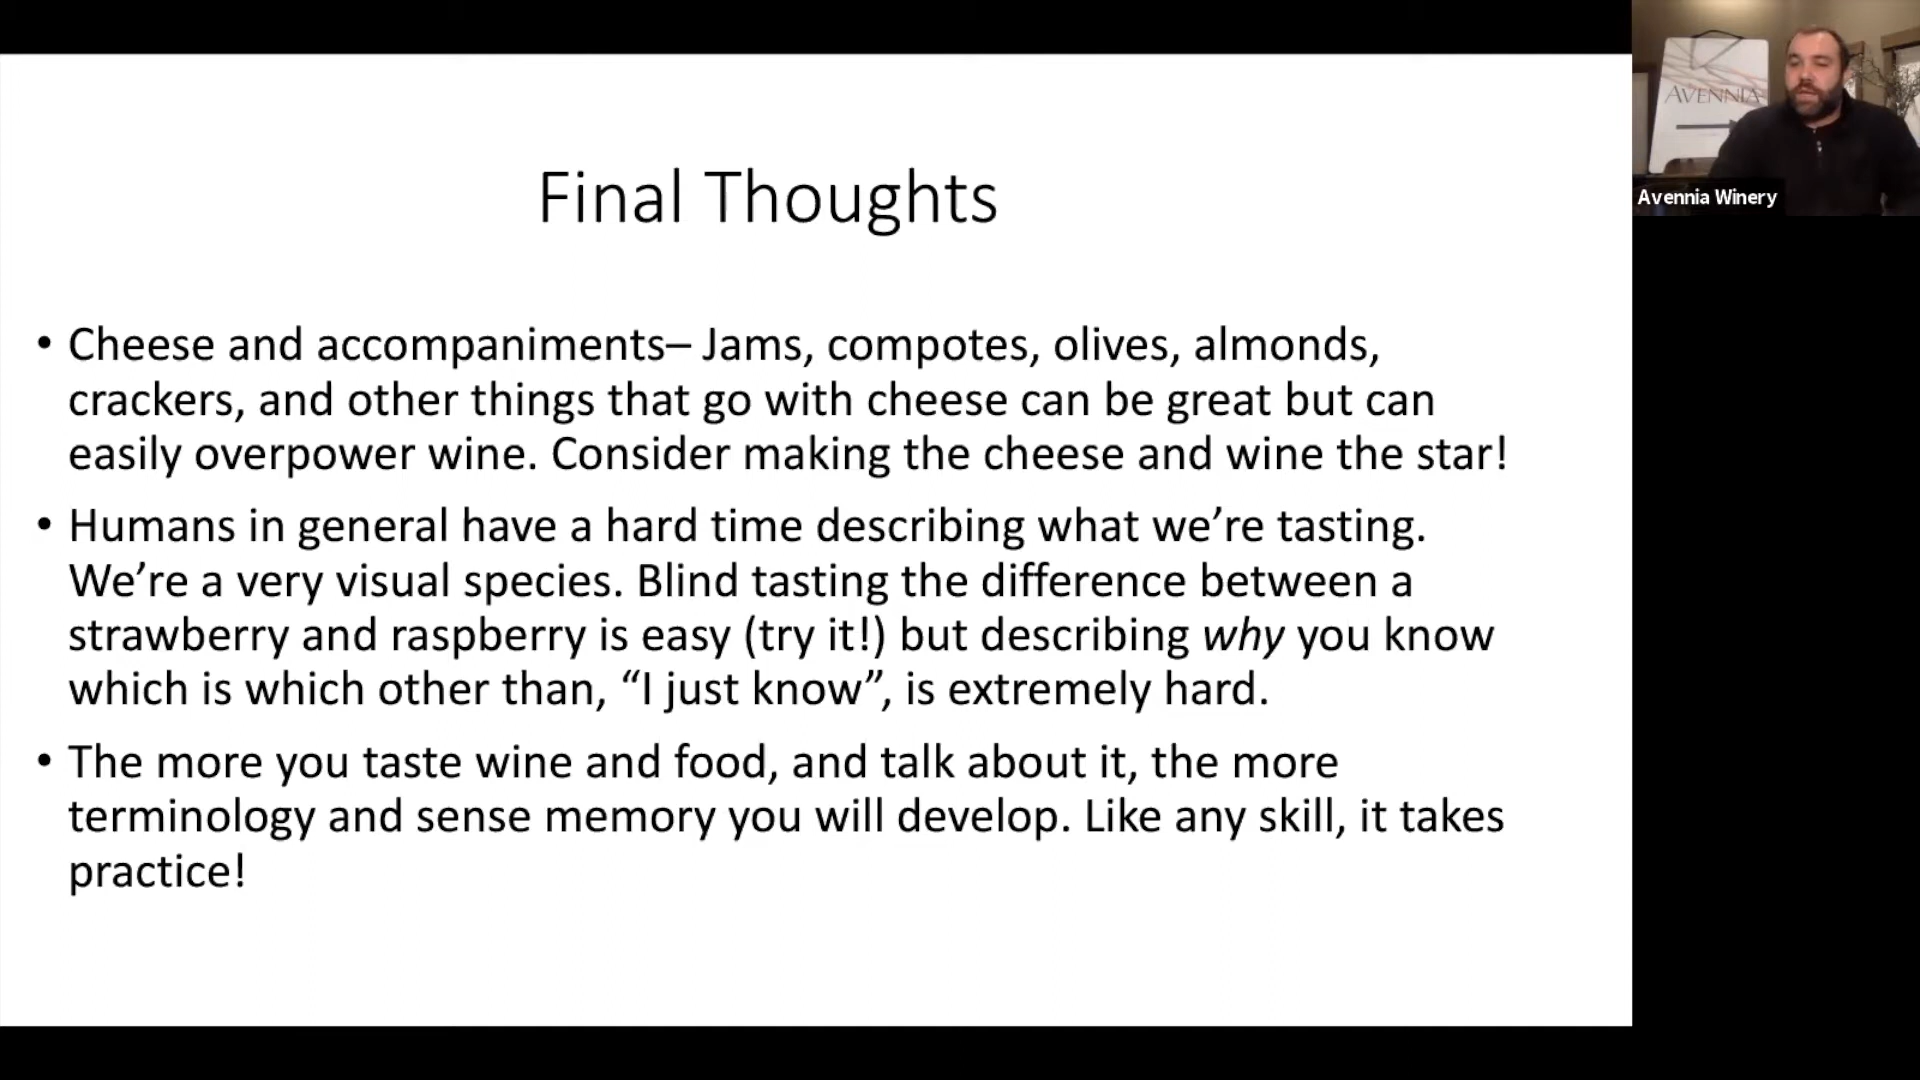 Final Thoughts
• Cheese and accompaniments– Jams, compotes, olives, almonds,
crackers, and other things that go with cheese can be great but can
easily overpower wine. Consider making the cheese and wine the star!
• Humans in general have a hard time describing what we’re tasting.
We’re a very visual species. Blind tasting the difference between a
strawberry and raspberry is easy (try it!) but describing why you know
which is which other than, “I just know”, is extremely hard.
• The more you taste wine and food, and talk about it, the more
terminology and sense memory you will develop. Like any skill, it takes
practice!
AVENNIA
Avennia Winery